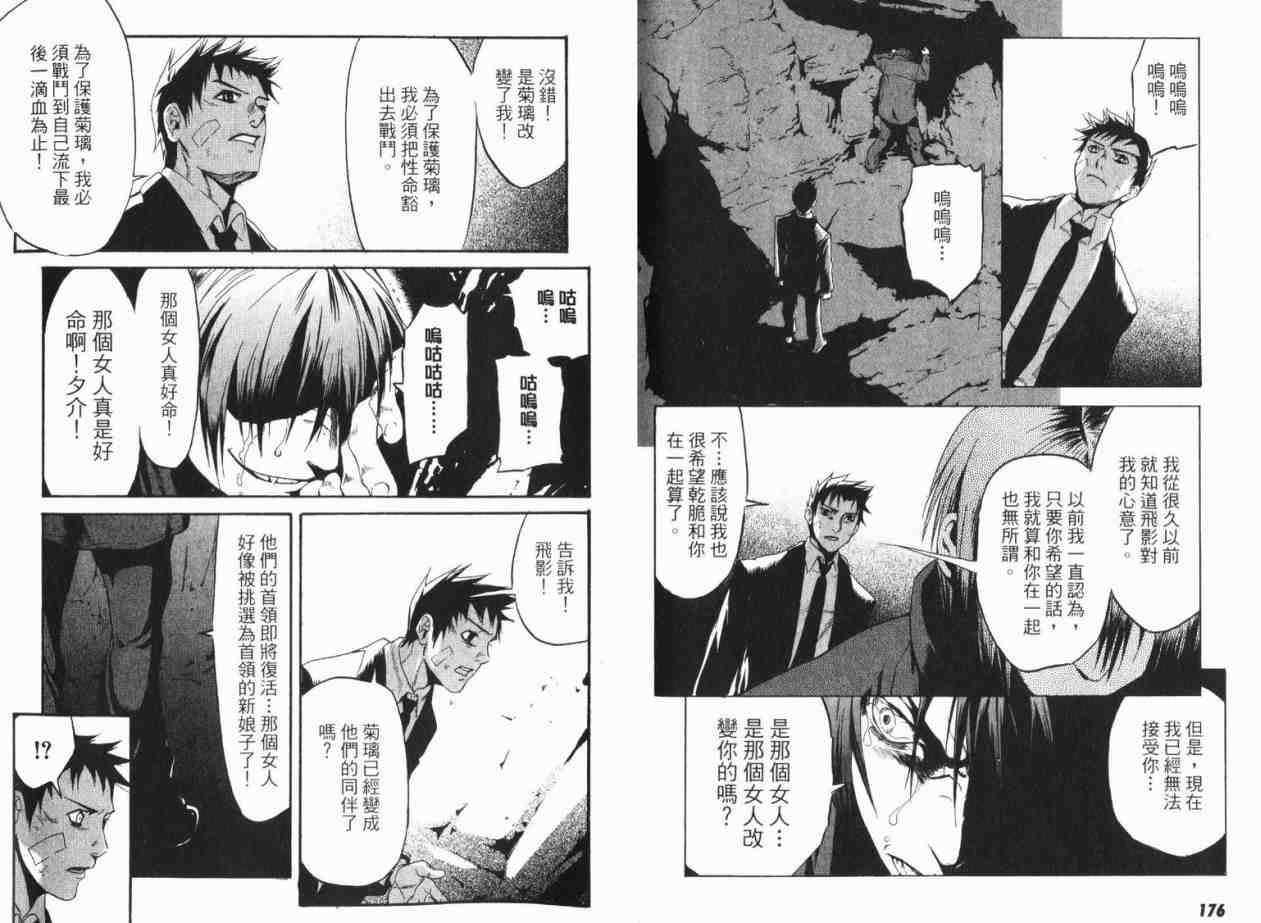 嗚嗚嗚
嗚嗚！
嗚嗚嗚…
我從很久以前
就知道飛影對
我的心意了。
以前我一直認為，
只要你希望的話，
我就算和你在一起
也無所謂。
不…應該說我也
很希望乾脆和你
在一起算了。
但是，現在
我已經無法
接受你…
是那個女人…
是那個女人改
變你的嗎？
176
沒錯！
是菊璃改
變了我！
為了保護菊璃，
我必須把性命豁
出去戰鬥。
為了保護菊璃，我必
須戰鬥到自己流下最
後一滴血為止！
咕嗚
嗚…
咕嗚嗚…
嗚咕咕咕……
那個女人真好命！
那個女人真是好
命啊！夕介！
告訴我！
飛影！
菊璃已經變成
他們的同伴了
嗎？
他們的首領即將復活…那個女人
好像被挑選為首領的新娘子了！
!?